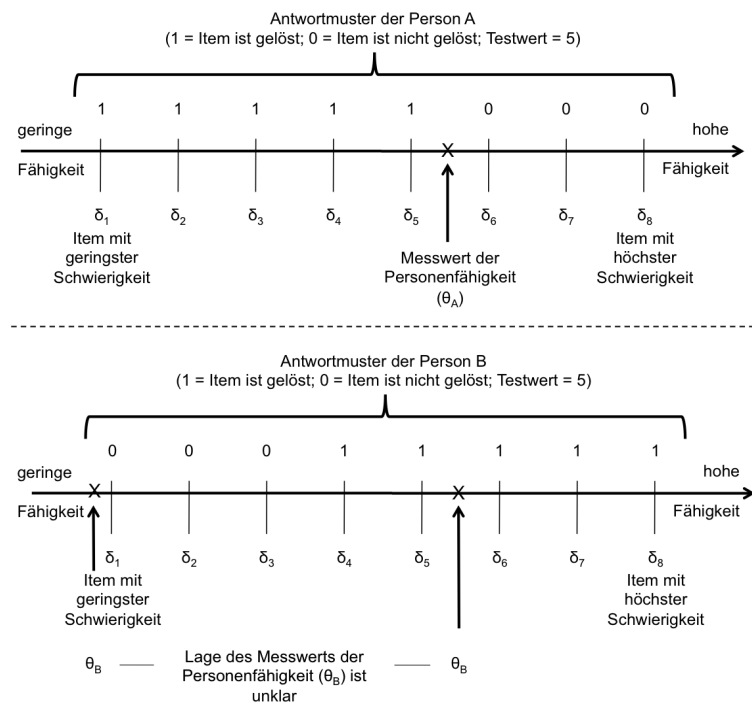 Antwortmuster der Person A
(1 = Item ist gelöst; 0 = Item ist nicht gelöst; Testwert = 5)
1 1 1 1 1 0 0 0
geringe hohe
X
Fähigkeit Fähigkeit
δ1 δ2 δ3 δ4 δ5 δ6 δ7 δ8
Item mit
geringster
Schwierigkeit
Messwert der
Personenfähigkeit
(θA)
Item mit
höchster
Schwierigkeit
Antwortmuster der Person B
(1 = Item ist gelöst; 0 = Item ist nicht gelöst; Testwert = 5)
0 0 0 1 1 1 1 1
geringe hohe
X X
Fähigkeit Fähigkeit
δ1 δ2 δ3 δ4 δ5 δ6 δ7 δ8
Item mit
geringster
Schwierigkeit
Item mit
höchster
Schwierigkeit
θB
Lage des Messwerts der
Personenfähigkeit (θB) ist
unklar
θB